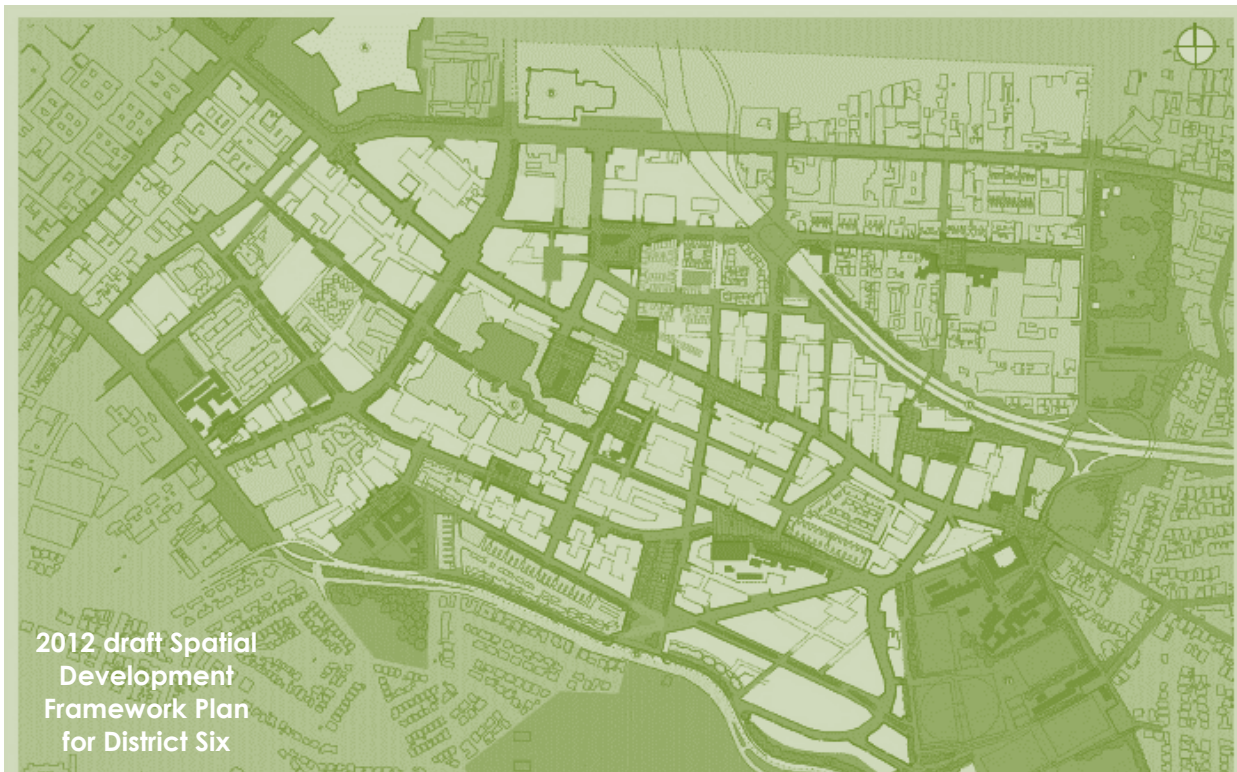 2012 draft Spatial
Development
Framework Plan
for District Six